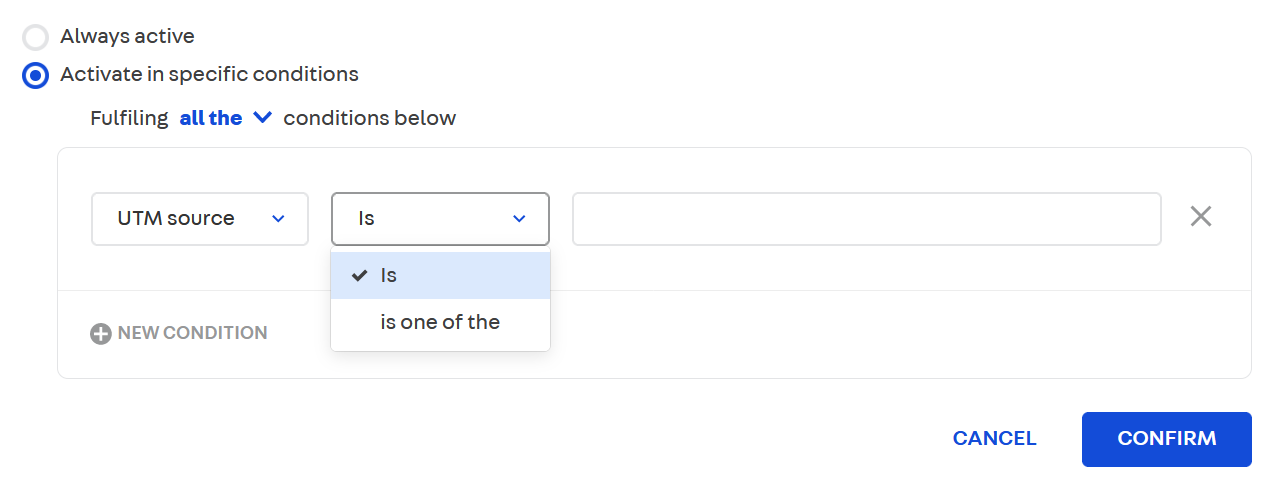 Always active
Activate in specific conditions
Fulfiling all the conditions below
UTM source Is
Is
is one of the
NEW CONDITION
CANCEL CONFIRM